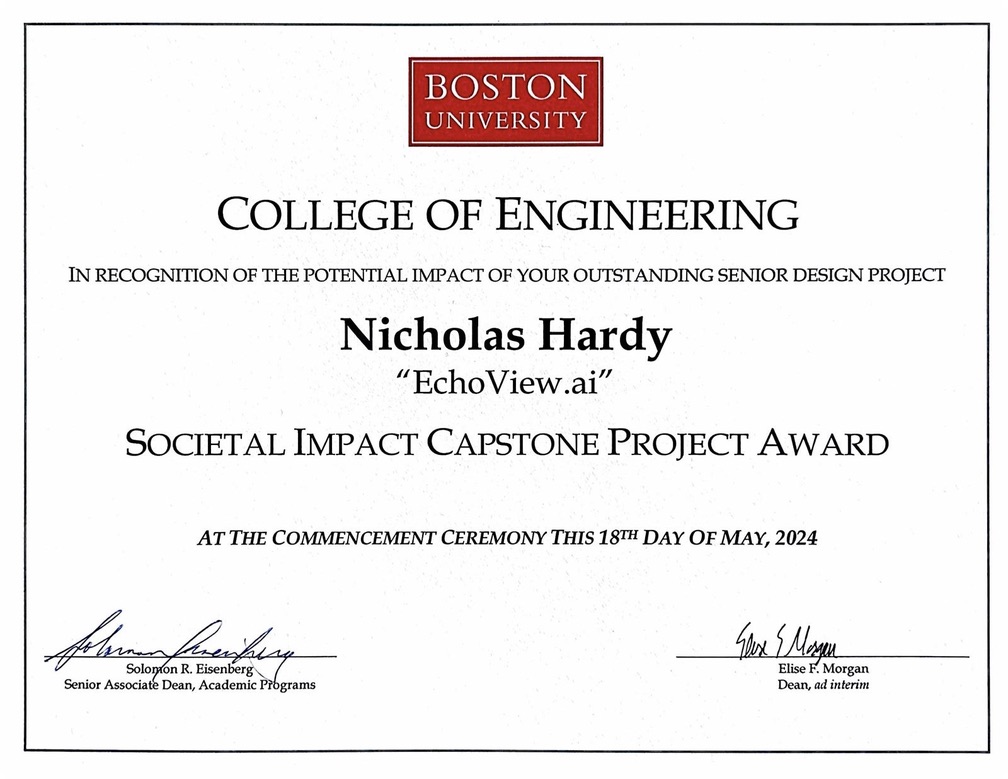 BOSTON
UNIVERSITY
COLLEGE OF ENGINEERING
IN RECOGNITION OF THE POTENTIAL IMPACT OF YOUR OUTSTANDING SENIOR DESIGN PROJECT
Nicholas Hardy
“EchoView.ai”
SOCIETAL IMPACT CAPSTONE PROJECT AWARD
AT THE COMMENCEMENT CEREMONY THIS 18TH DAY OF MAY, 2024
Solomon Eisenberg
Elise F Morgan
Solomon R. Eisenberg
Elise F. Morgan
Senior Associate Dean, Academic Programs
Dean, ad interim